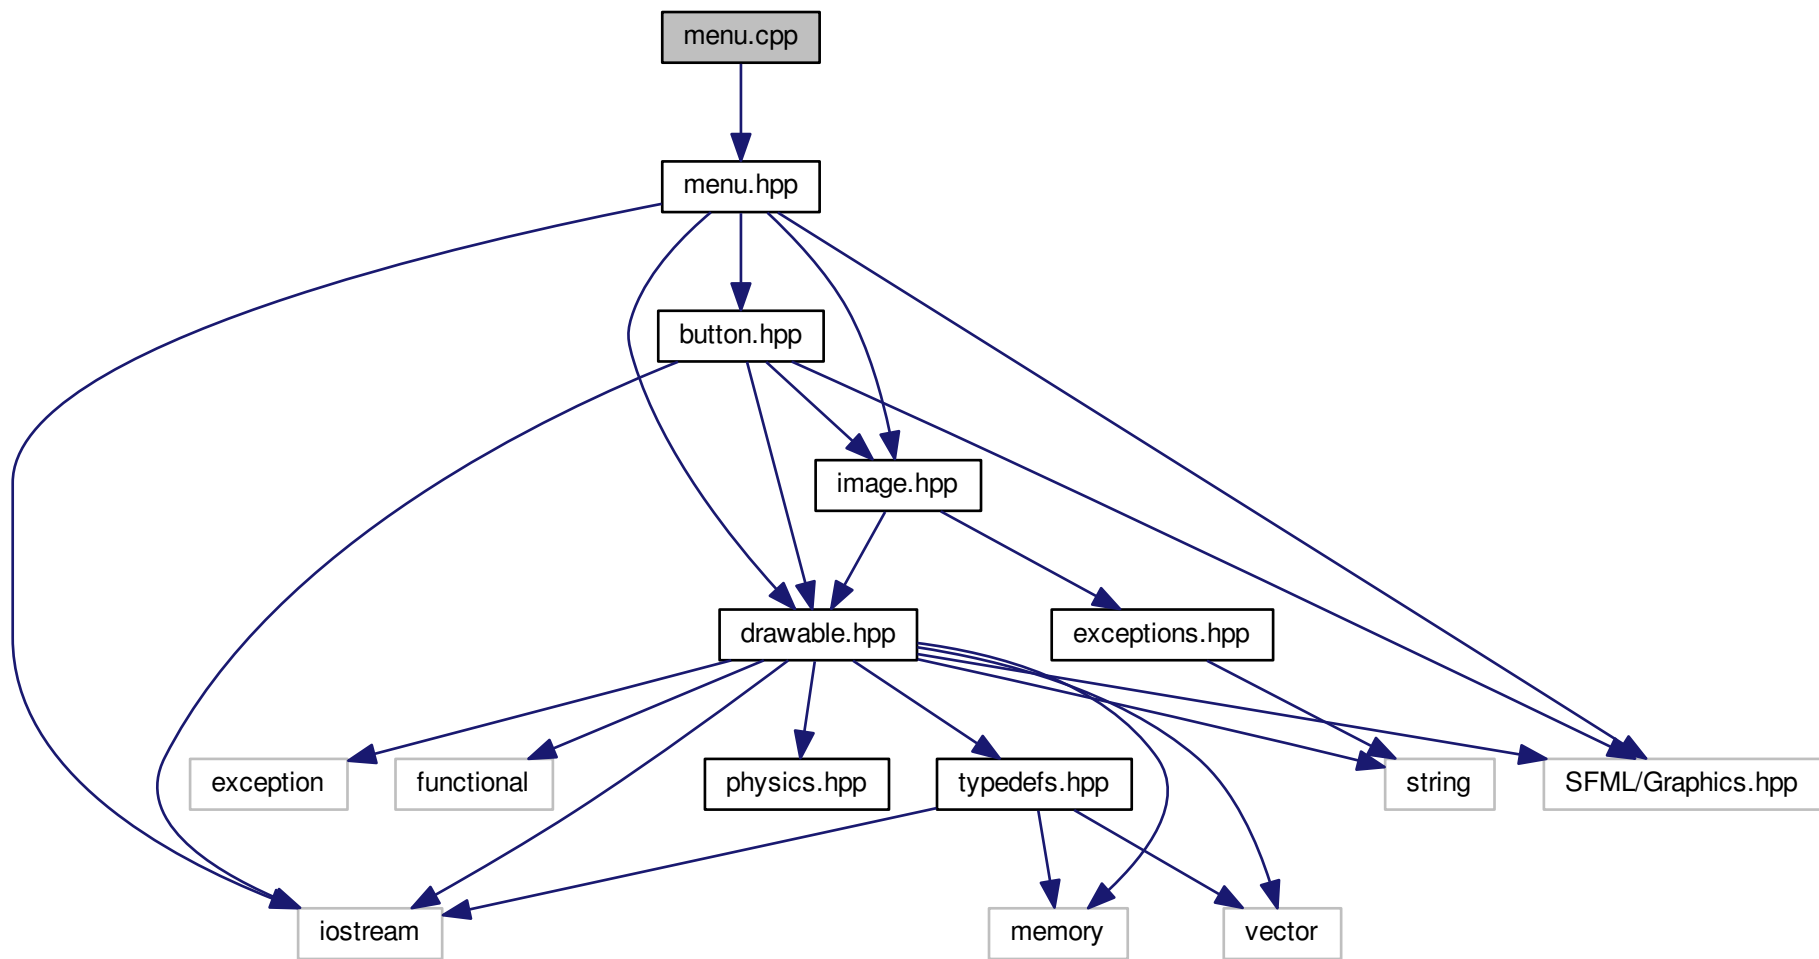 menu.cpp
menu.hpp
button.hpp
image.hpp
drawable.hpp
exceptions.hpp
exception
functional
physics.hpp
typedefs.hpp
string
SFML/Graphics.hpp
iostream
memory
vector